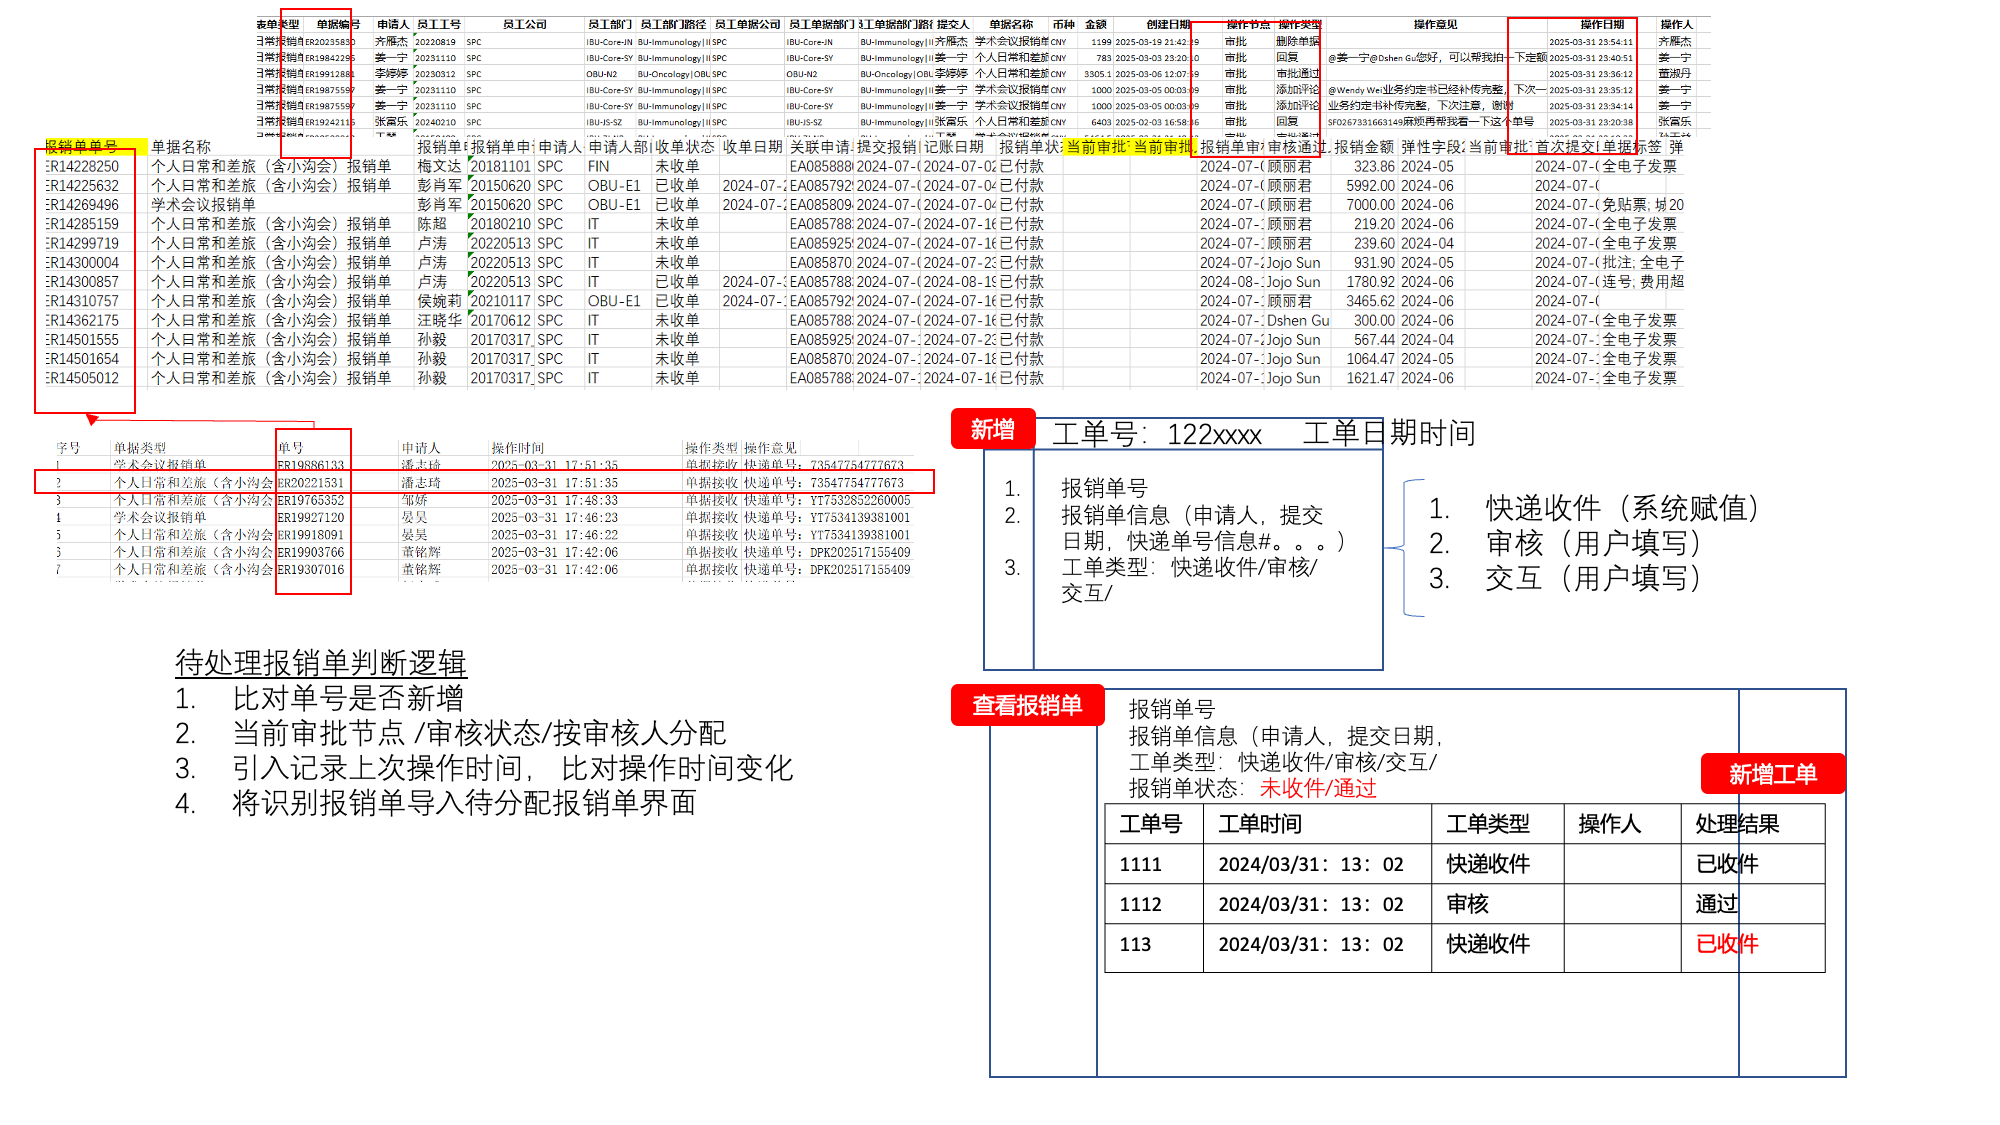 表单类型 单据编号 申请人 员工工号 员工公司 员工部门 员工部门路径 员工单据公司 员工单据部门 提交人 单据名称 币种 金额 创建日期 操作节点 操作类型 操作意见 操作日期 操作人
日常报销 ER20235830 齐雁杰 20220819 SPC IBU-Core-JN BU-Immunology|I SPC IBU-Core-JN BU-Immunology|I 齐雁杰 学术会议报销单 CNY 1199 2025-03-19 21:42:29 审批 删除单据 2025-03-31 23:54:11 齐雁杰
日常报销 ER19842295 姜一宁 20231110 SPC IBU-Core-SY BU-Immunology|I SPC IBU-Core-SY BU-Immunology|I 姜一宁 个人日常和差旅 CNY 783 2025-03-03 23:20:10 审批 回复 @姜一宁@Dshen Gu您好，可以帮我拍一下定额 2025-03-31 23:40:51 姜一宁
日常报销 ER19912881 李婷婷 20230312 SPC OBU-N2 BU-Oncology|OBU SPC OBU-N2 BU-Oncology|OBU 李婷婷 个人日常和差旅 CNY 3305.1 2025-03-06 12:07:59 审批 审批通过 2025-03-31 23:36:12 董淑丹
日常报销 ER19875597 姜一宁 20231110 SPC IBU-Core-SY BU-Immunology|I SPC IBU-Core-SY BU-Immunology|I 姜一宁 学术会议报销单 CNY 1000 2025-03-05 00:03:09 审批 添加评论 @Wendy Wei业务约定书已经补传完整，下次一 2025-03-31 23:35:12 姜一宁
日常报销 ER19875597 姜一宁 20231110 SPC IBU-Core-SY BU-Immunology|I SPC IBU-Core-SY BU-Immunology|I 姜一宁 学术会议报销单 CNY 1000 2025-03-05 00:03:09 审批 添加评论 业务约定书补传完整，下次注意，谢谢 2025-03-31 23:34:14 姜一宁
日常报销 ER19242115 张富乐 20240210 SPC IBU-JS-SZ BU-Immunology|I SPC IBU-JS-SZ BU-Immunology|I 张富乐 个人日常和差旅 CNY 6403 2025-02-03 16:58:36 审批 回复 SF0267331663149麻烦再帮我看一下这个单号 2025-03-31 23:20:38 张富乐
报销单单号 单据名称 报销单 报销单申 申请人 申请人部 收单状态 收单日期 关联申请 提交报销 记账日期 报销单状 当前审批 当前审批 报销单审 审核通过 报销金额 弹性字段 当前审批 首次提交 单据标签 弹
ER14228250 个人日常和差旅（含小沟会）报销单 梅文达 20181101 SPC FIN 未收单 EA085888 2024-07-0 2024-07-02 已付款 2024-07-0 顾丽君 323.86 2024-05 2024-07-0 全电子发票
ER14225632 个人日常和差旅（含小沟会）报销单 彭肖军 20150620 SPC OBU-E1 已收单 2024-07- EA085792 2024-07-0 2024-07-04 已付款 2024-07-0 顾丽君 5992.00 2024-06 2024-07-0
ER14269496 学术会议报销单 彭肖军 20150620 SPC OBU-E1 已收单 2024-07- EA085809 2024-07-0 2024-07-04 已付款 2024-07-0 顾丽君 7000.00 2024-06 2024-07-0 免贴票; 城20
ER14285159 个人日常和差旅（含小沟会）报销单 陈超 20180210 SPC IT 未收单 EA085788 2024-07-0 2024-07-16 已付款 2024-07-1 顾丽君 219.20 2024-06 2024-07-0 全电子发票
ER14299719 个人日常和差旅（含小沟会）报销单 卢涛 20220513 SPC IT 未收单 EA085925 2024-07-0 2024-07-16 已付款 2024-07-1 顾丽君 239.60 2024-04 2024-07-0 全电子发票
ER14300004 个人日常和差旅（含小沟会）报销单 卢涛 20220513 SPC IT 未收单 EA085870 2024-07-0 2024-07-23 已付款 2024-07-2 Jojo Sun 931.90 2024-05 2024-07-0 批注; 全电子
ER14300857 个人日常和差旅（含小沟会）报销单 卢涛 20220513 SPC IT 已收单 2024-07- EA085788 2024-07-0 2024-08-19 已付款 2024-08-1 Jojo Sun 1780.92 2024-06 2024-07-0 连号; 费用超
ER14310757 个人日常和差旅（含小沟会）报销单 侯婉莉 20210117 SPC OBU-E1 已收单 2024-07- EA085792 2024-07-0 2024-07-16 已付款 2024-07-1 顾丽君 3465.62 2024-06 2024-07-0
ER14362175 个人日常和差旅（含小沟会）报销单 汪晓华 20170612 SPC IT 未收单 EA085788 2024-07-0 2024-07-16 已付款 2024-07-1 Dshen Gu 300.00 2024-06 2024-07-0 全电子发票
ER14501555 个人日常和差旅（含小沟会）报销单 孙毅 20170317 SPC IT 未收单 EA085925 2024-07-1 2024-07-23 已付款 2024-07-2 Jojo Sun 567.44 2024-04 2024-07-1 全电子发票
ER14501654 个人日常和差旅（含小沟会）报销单 孙毅 20170317 SPC IT 未收单 EA085870 2024-07-1 2024-07-18 已付款 2024-07-1 Jojo Sun 1064.47 2024-05 2024-07-1 全电子发票
ER14505012 个人日常和差旅（含小沟会）报销单 孙毅 20170317 SPC IT 未收单 EA085788 2024-07-1 2024-07-16 已付款 2024-07-1 Jojo Sun 1621.47 2024-06 2024-07-1 全电子发票
序号 单据类型 单号 申请人 操作时间 操作类型 操作意见
1 学术会议报销单 ER19886133 潘志琦 2025-03-31 17:51:35 单据接收 快递单号: 73547754777673
2 个人日常和差旅（含小沟会 ER20221531 潘志琦 2025-03-31 17:51:35 单据接收 快递单号: 73547754777673
3 个人日常和差旅（含小沟会 ER19765352 邹娇 2025-03-31 17:48:33 单据接收 快递单号: YT7532852260005
4 学术会议报销单 ER19927120 晏昊 2025-03-31 17:46:23 单据接收 快递单号: YT7534139381001
5 个人日常和差旅（含小沟会 ER19918091 晏昊 2025-03-31 17:46:22 单据接收 快递单号: YT7534139381001
6 个人日常和差旅（含小沟会 ER19903766 董铭辉 2025-03-31 17:42:06 单据接收 快递单号: DPK202517155409
7 个人日常和差旅（含小沟会 ER19307016 董铭辉 2025-03-31 17:42:06 单据接收 快递单号: DPK202517155409
新增
工单号：122xxxx 工单日期时间
1. 报销单号
2. 报销单信息（申请人，提交
日期，快递单号信息#。。。）
3. 工单类型：快递收件/审核/
交互/
1. 快递收件（系统赋值）
2. 审核（用户填写）
3. 交互（用户填写）
待处理报销单判断逻辑
1. 比对单号是否新增
2. 当前审批节点 /审核状态/按审核人分配
3. 引入记录上次操作时间， 比对操作时间变化
4. 将识别报销单导入待分配报销单界面
查看报销单
报销单号
报销单信息（申请人，提交日期，
工单类型：快递收件/审核/交互/
报销单状态：未收件/通过
新增工单
工单号 工单时间 工单类型 操作人 处理结果
1111 2024/03/31：13：02 快递收件 已收件
1112 2024/03/31：13：02 审核 通过
113 2024/03/31：13：02 快递收件 已收件